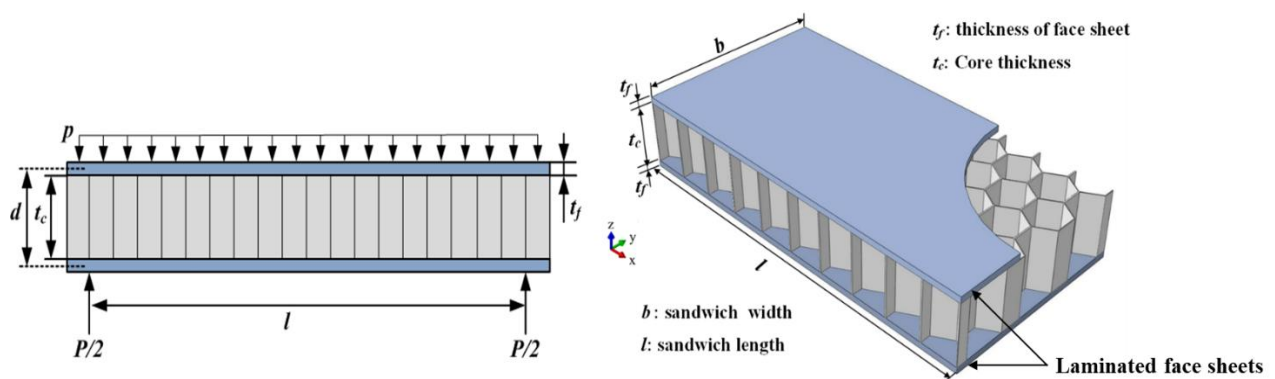 p
d
t_c
t_f
l
P/2
P/2
b
t_f
t_c
t_f
l
z
y
x
t_f: thickness of face sheet
t_c: Core thickness
b: sandwich width
l: sandwich length
Laminated face sheets